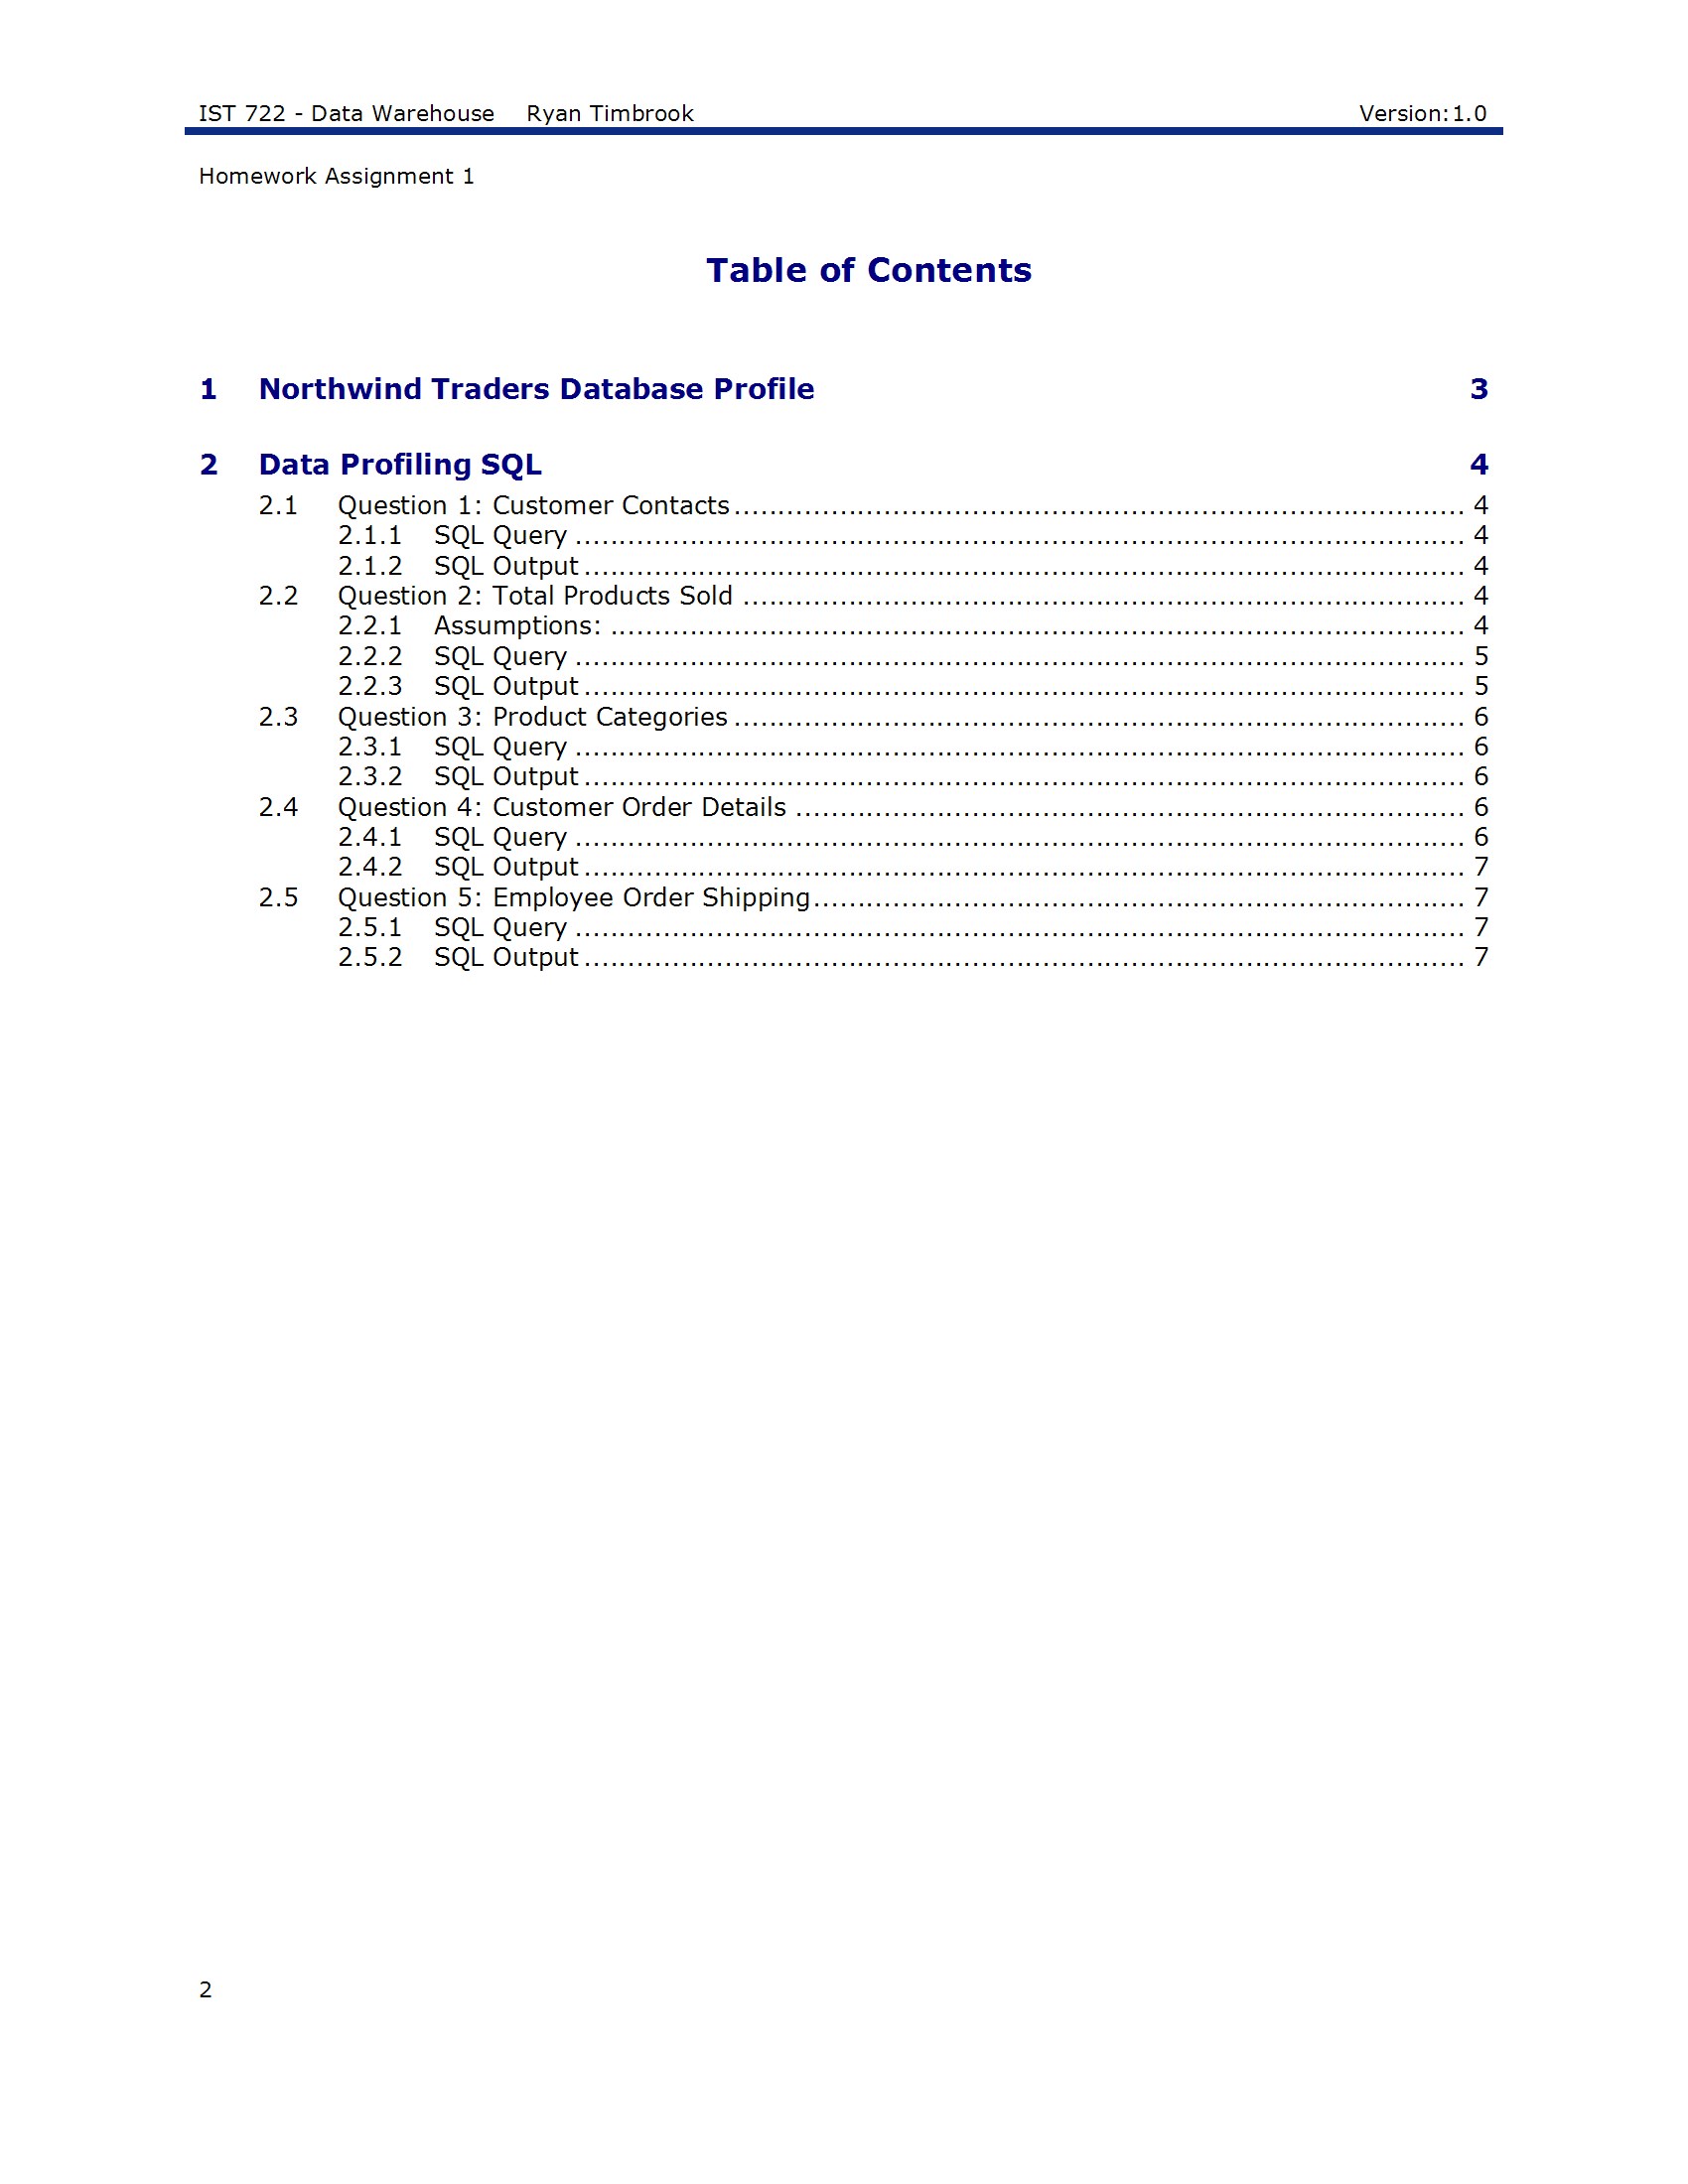 IST 722 - Data Warehouse Ryan Timbrook Version:1.0
Homework Assignment 1
Table of Contents
1 Northwind Traders Database Profile 3
2 Data Profiling SQL 4
2.1 Question 1: Customer Contacts 4
2.1.1 SQL Query 4
2.1.2 SQL Output 4
2.2 Question 2: Total Products Sold 4
2.2.1 Assumptions: 4
2.2.2 SQL Query 5
2.2.3 SQL Output 5
2.3 Question 3: Product Categories 6
2.3.1 SQL Query 6
2.3.2 SQL Output 6
2.4 Question 4: Customer Order Details 6
2.4.1 SQL Query 6
2.4.2 SQL Output 7
2.5 Question 5: Employee Order Shipping 7
2.5.1 SQL Query 7
2.5.2 SQL Output 7
2